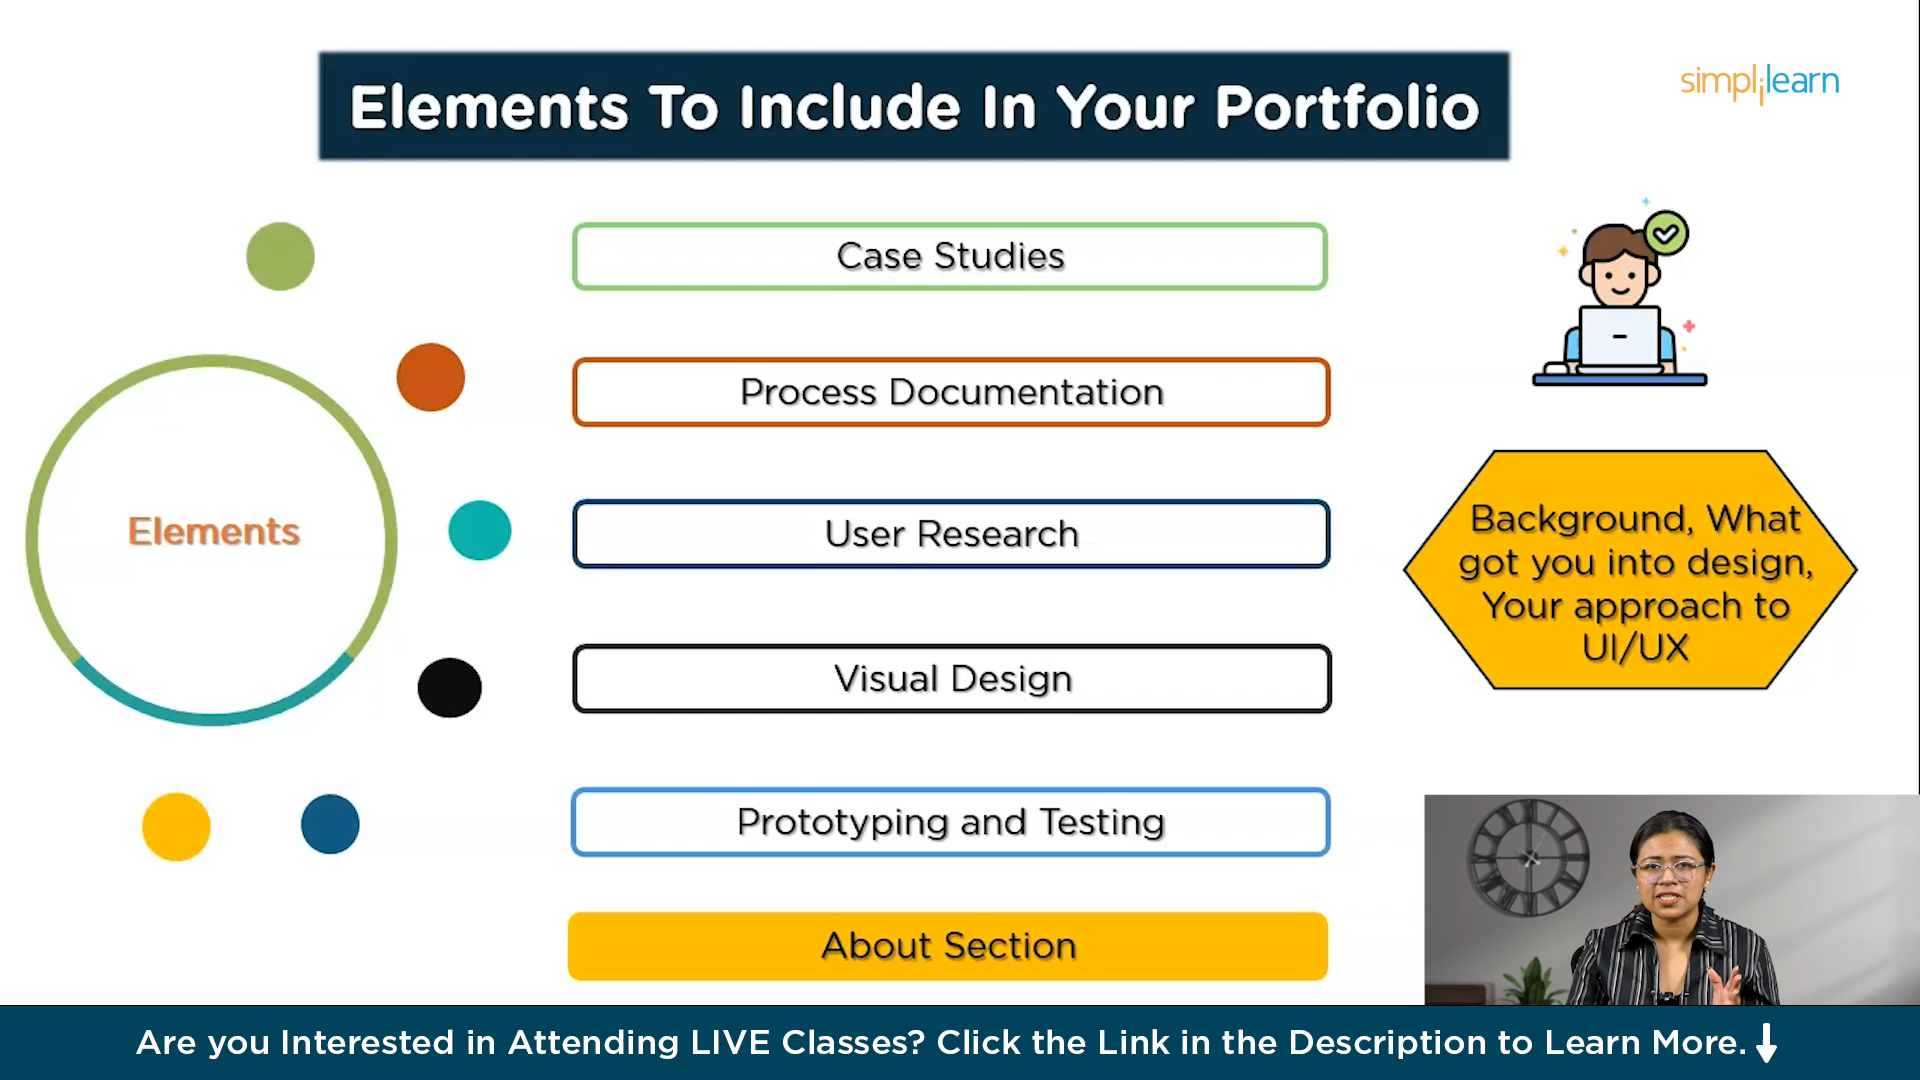 Elements To Include In Your Portfolio
simplilearn
Case Studies
Process Documentation
Elements
User Research
Visual Design
Prototyping and Testing
About Section
Background, What
got you into design,
Your approach to
UI/UX
Are you Interested in Attending LIVE Classes? Click the Link in the Description to Learn More.